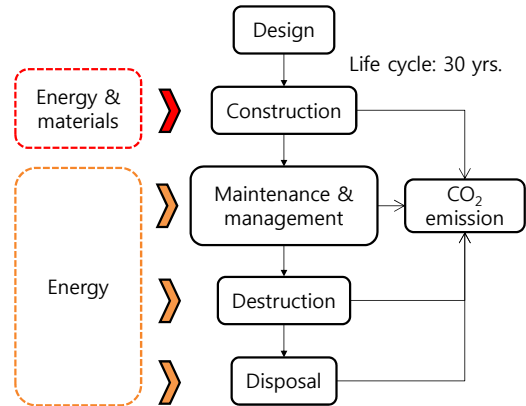 Design
Life cycle: 30 yrs.
Energy &
materials
Construction
Maintenance &
management
CO₂
emission
Energy
Destruction
Disposal